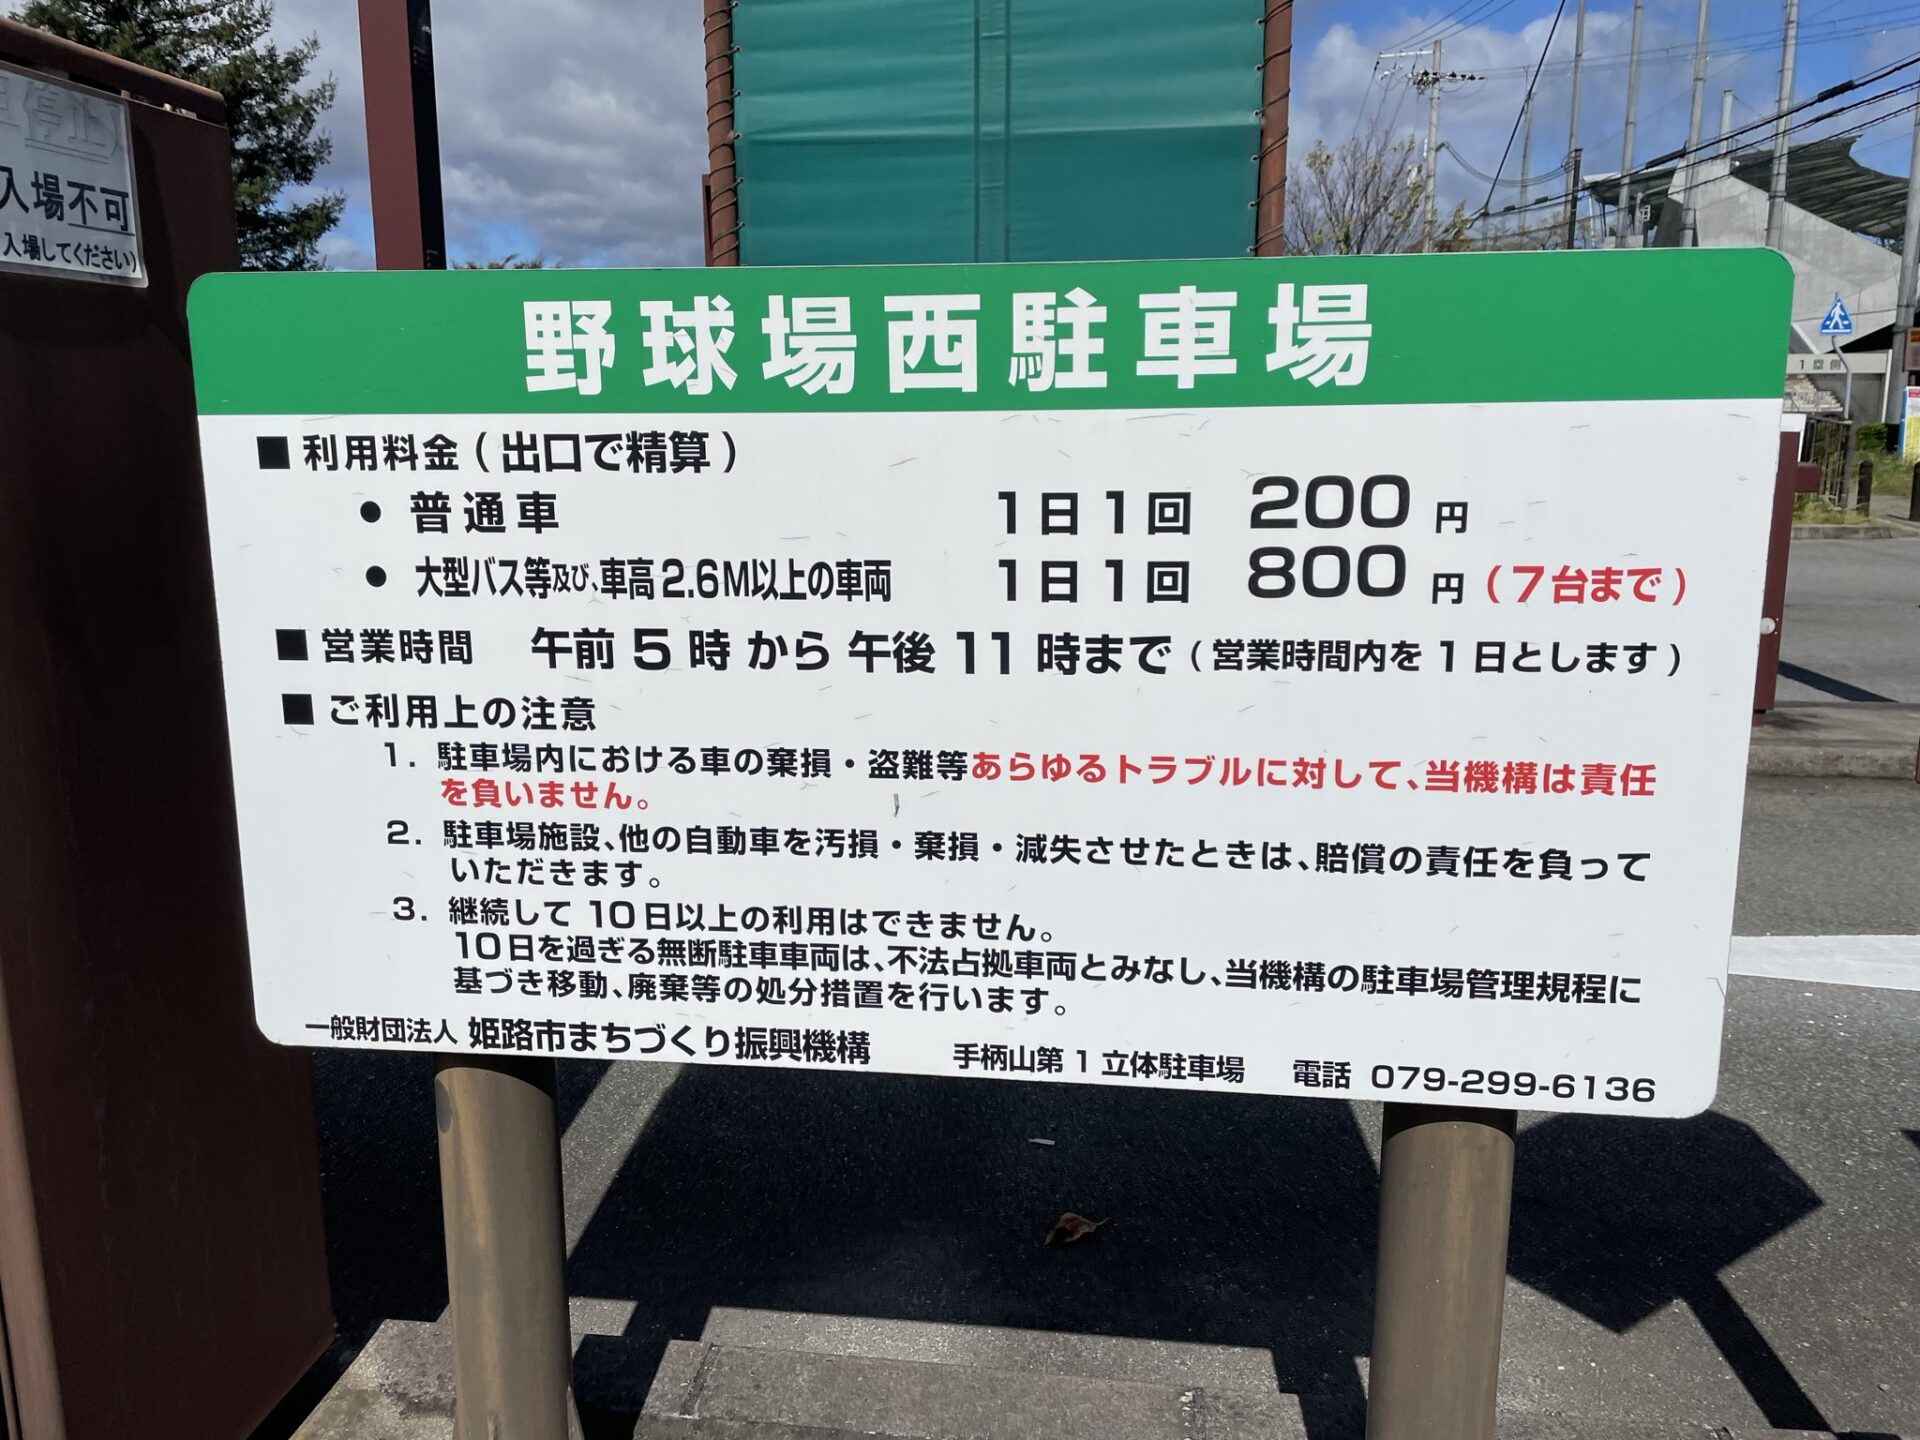 入場不可
入場してください)
野球場西駐車場
■ 利用料金 ( 出口で精算 )
● 普通車 1日1回 200 円
● 大型バス等及び、車高2.6M以上の車両 1日1回 800 円 ( 7台まで )
■ 営業時間 午前 5 時 から 午後 11 時まで ( 営業時間内を 1 日とします )
■ ご利用上の注意
1. 駐車場内における車の棄損・盗難等あらゆるトラブルに対して、当機構は責任
を負いません。
2. 駐車場施設、他の自動車を汚損・棄損・減失させたときは、賠償の責任を負って
いただきます。
3. 継続して 10日以上の利用はできません。
10日を過ぎる無断駐車車両は、不法占拠車両とみなし、当機構の駐車場管理規程に
基づき移動、廃棄等の処分措置を行います。
一般財団法人 姫路市まちづくり振興機構 手柄山第 1 立体駐車場 電話 079-299-6136
1塁側